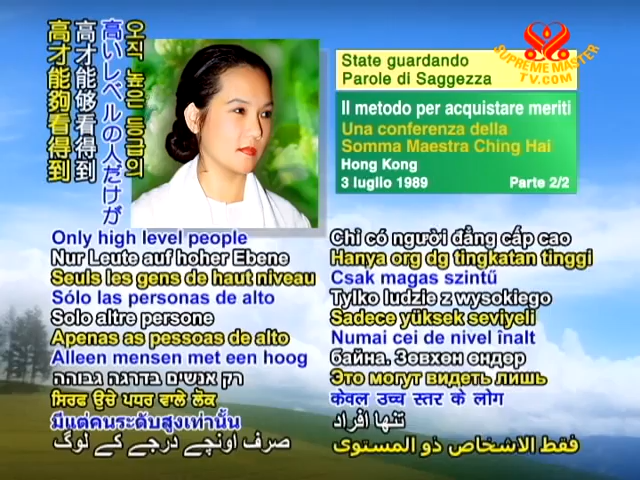 오직 높은 등급의
高いレベルの人だけが
高才能够看得到
高才能夠看得到
SUPREME MASTER
TV.COM
State guardando
Parole di Saggezza
Il metodo per acquistare meriti
Una conferenza della
Somma Maestra Ching Hai
Hong Kong
3 luglio 1989
Parte 2/2
Only high level people
Nur Leute auf hoher Ebene
Seuls les gens de haut niveau
Sólo las personas de alto
Solo altre persone
Apenas as pessoas de alto
Alleen mensen met een hoog
רק אנשים בדרגה גבוהה
ਸਿਰਫ ਉਚੇ ਪਧਰ ਵਾਲੇ ਲੋਕ
มีแต่คนระดับสูงเท่านั้น
صرف اونچے درجے کے لوگ
Chỉ có người đẳng cấp cao
Hanya org dg tingkatan tinggi
Csak magas szintű
Tylko ludzie z wysokiego
Sadece yüksek seviyeli
Numai cei de nivel înalt
байна. Зөвхөн өндөр
Это могут видеть лишь
केवल उच्च स्तर के लोग
تنها افراد
فقط الاشخاص ذو المستوى